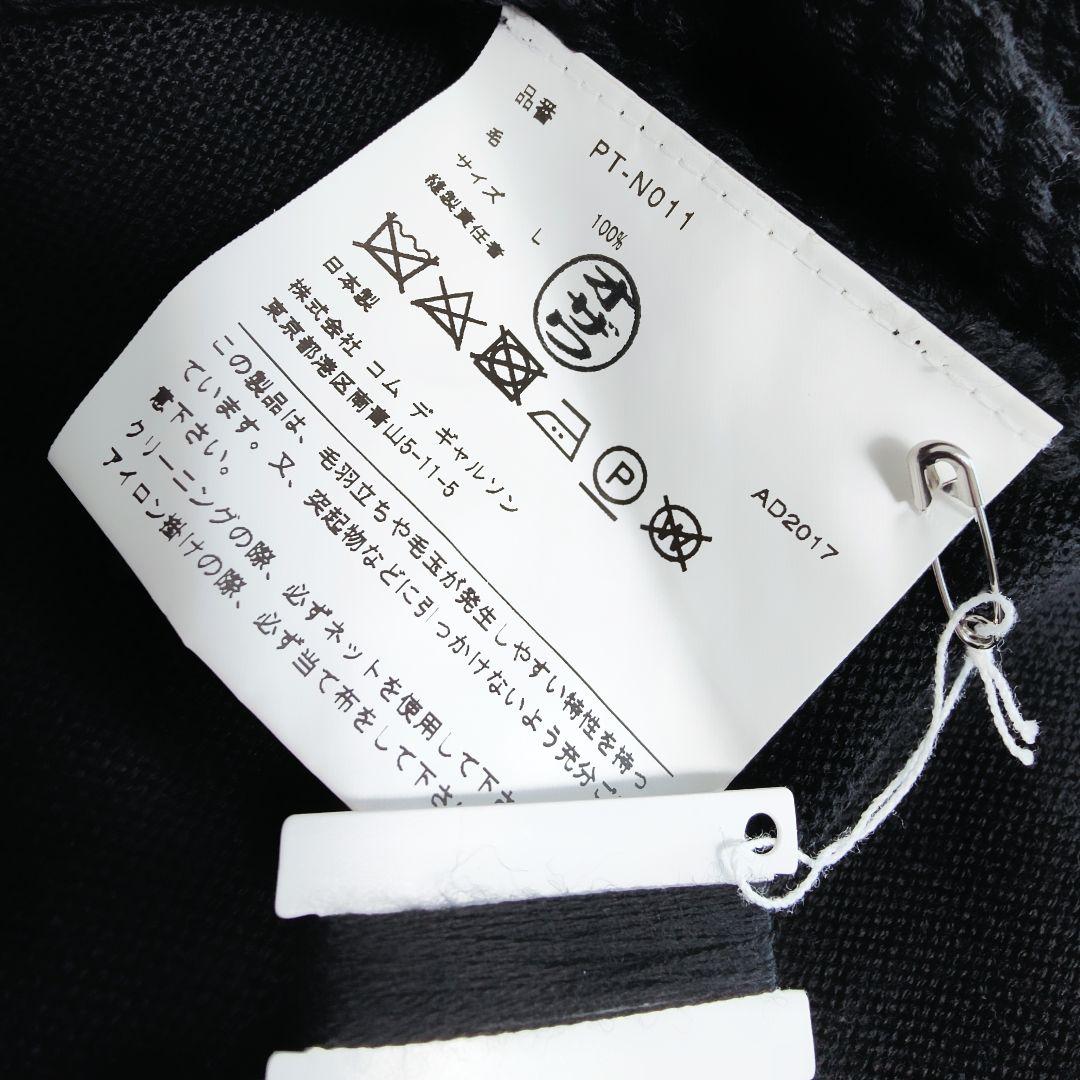 品番 PT-N011
毛 100%
サイズ L
縫製責任者 オザワ
日本製
株式会社 コム デ ギャルソン
東京都港区南青山5-11-5
P
W
AD2017
この製品は、毛羽立ちや毛玉が発生しやすい特性を持っ
ています。又、突起物などに引っかけないよう充分ご
意下さい。
クリーニングの際、必ずネットを使用して下さ
アイロン掛けの際、必ず当て布をして下さ